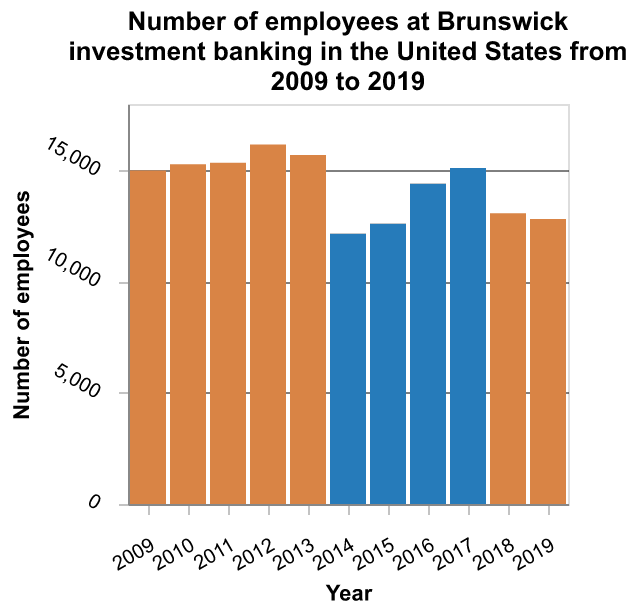 Number of employees at Brunswick
investment banking in the United States from
2009 to 2019
Number of employees
15,000
10,000
5,000
0
2009 2010 2011 2012 2013 2014 2015 2016 2017 2018 2019
Year